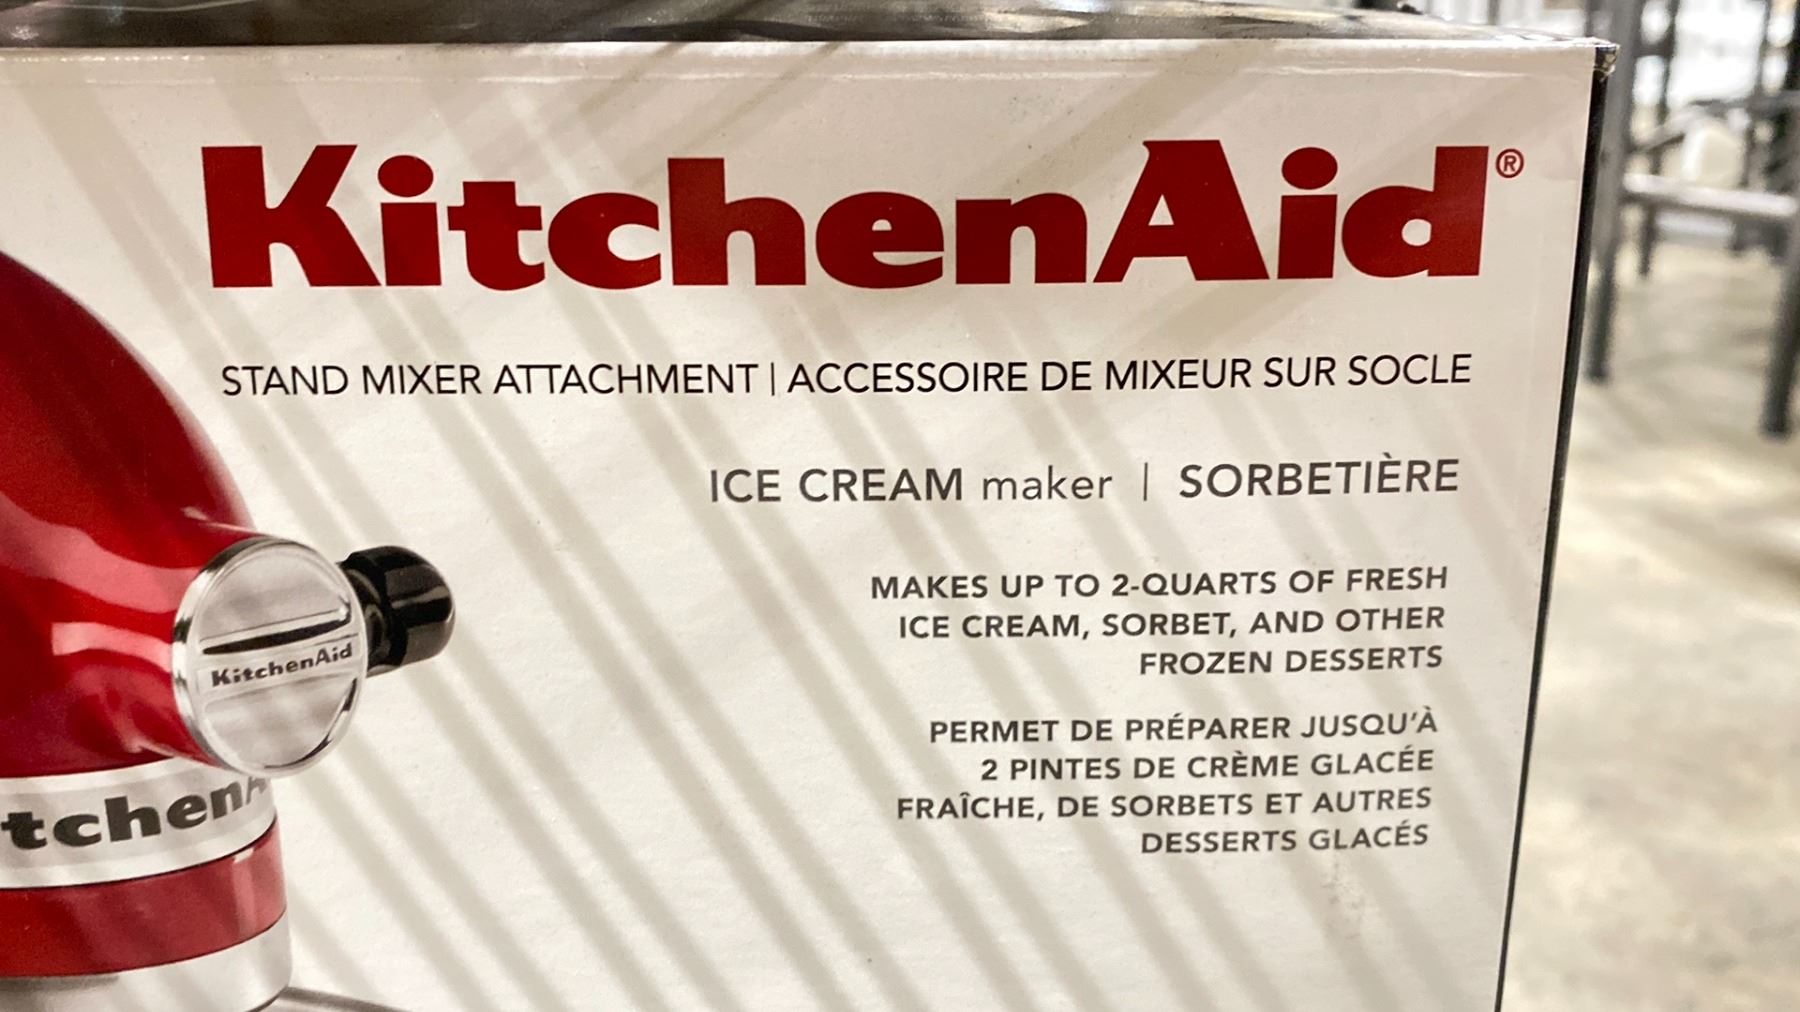 KitchenAid®
STAND MIXER ATTACHMENT | ACCESSOIRE DE MIXEUR SUR SOCLE
ICE CREAM maker | SORBETIÈRE
MAKES UP TO 2-QUARTS OF FRESH
ICE CREAM, SORBET, AND OTHER
FROZEN DESSERTS
PERMET DE PRÉPARER JUSQU'À
2 PINTES DE CRÈME GLACÉE
FRAÎCHE, DE SORBETS ET AUTRES
DESSERTS GLACÉS
KitchenAid
tchenA